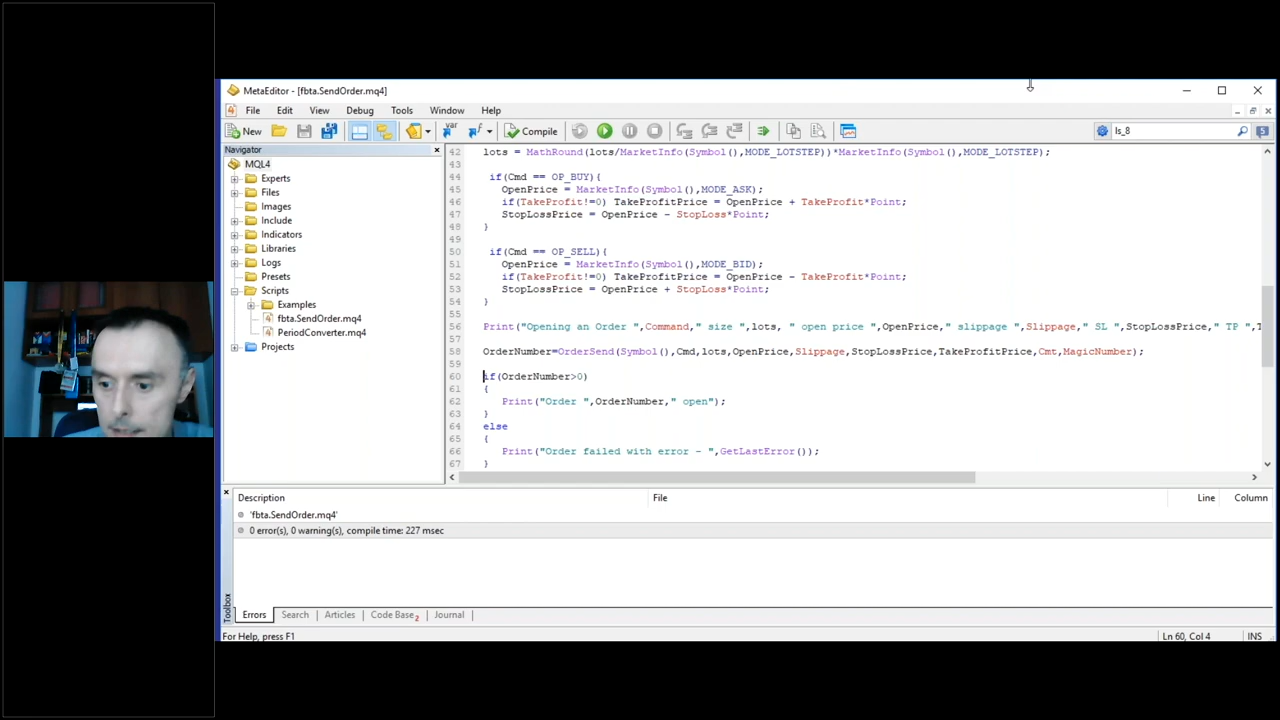 MetaEditor - [fbta.SendOrder.mq4]
File Edit View Debug Tools Window Help
New Compile ls_8
Navigator
MQL4
Experts
Files
Images
Include
Indicators
Libraries
Logs
Presets
Scripts
Examples
fbta.SendOrder.mq4
PeriodConverter.mq4
Projects
42 lots = MathRound(lots/MarketInfo(Symbol(),MODE_LOTSTEP))*MarketInfo(Symbol(),MODE_LOTSTEP);
43
44 if(Cmd == OP_BUY){
45 OpenPrice = MarketInfo(Symbol(),MODE_ASK);
46 if(TakeProfit!=0) TakeProfitPrice = OpenPrice + TakeProfit*Point;
47 StopLossPrice = OpenPrice - StopLoss*Point;
48 }
49
50 if(Cmd == OP_SELL){
51 OpenPrice = MarketInfo(Symbol(),MODE_BID);
52 if(TakeProfit!=0) TakeProfitPrice = OpenPrice - TakeProfit*Point;
53 StopLossPrice = OpenPrice + StopLoss*Point;
54 }
55
56 Print("Opening an Order ",Command," size ",lots, " open price ",OpenPrice," slippage ",Slippage," SL ",StopLossPrice," TP ",T
57
58 OrderNumber=OrderSend(Symbol(),Cmd,lots,OpenPrice,Slippage,StopLossPrice,TakeProfitPrice,Cmt,MagicNumber);
59
60 if(OrderNumber>0)
61 {
62 Print("Order ",OrderNumber," open");
63 }
64 else
65 {
66 Print("Order failed with error - ",GetLastError());
67 }
Description File Line Column
'fbta.SendOrder.mq4'
0 error(s), 0 warning(s), compile time: 227 msec
Toolbox
Errors Search Articles Code Base 2 Journal
For Help, press F1 Ln 60, Col 4 INS